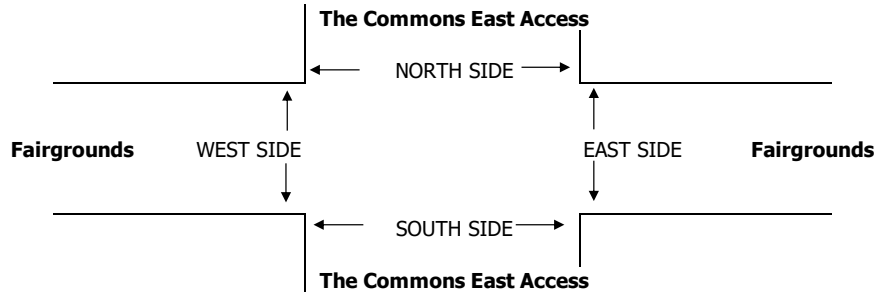 The Commons East Access
NORTH SIDE
Fairgrounds WEST SIDE EAST SIDE Fairgrounds
SOUTH SIDE
The Commons East Access